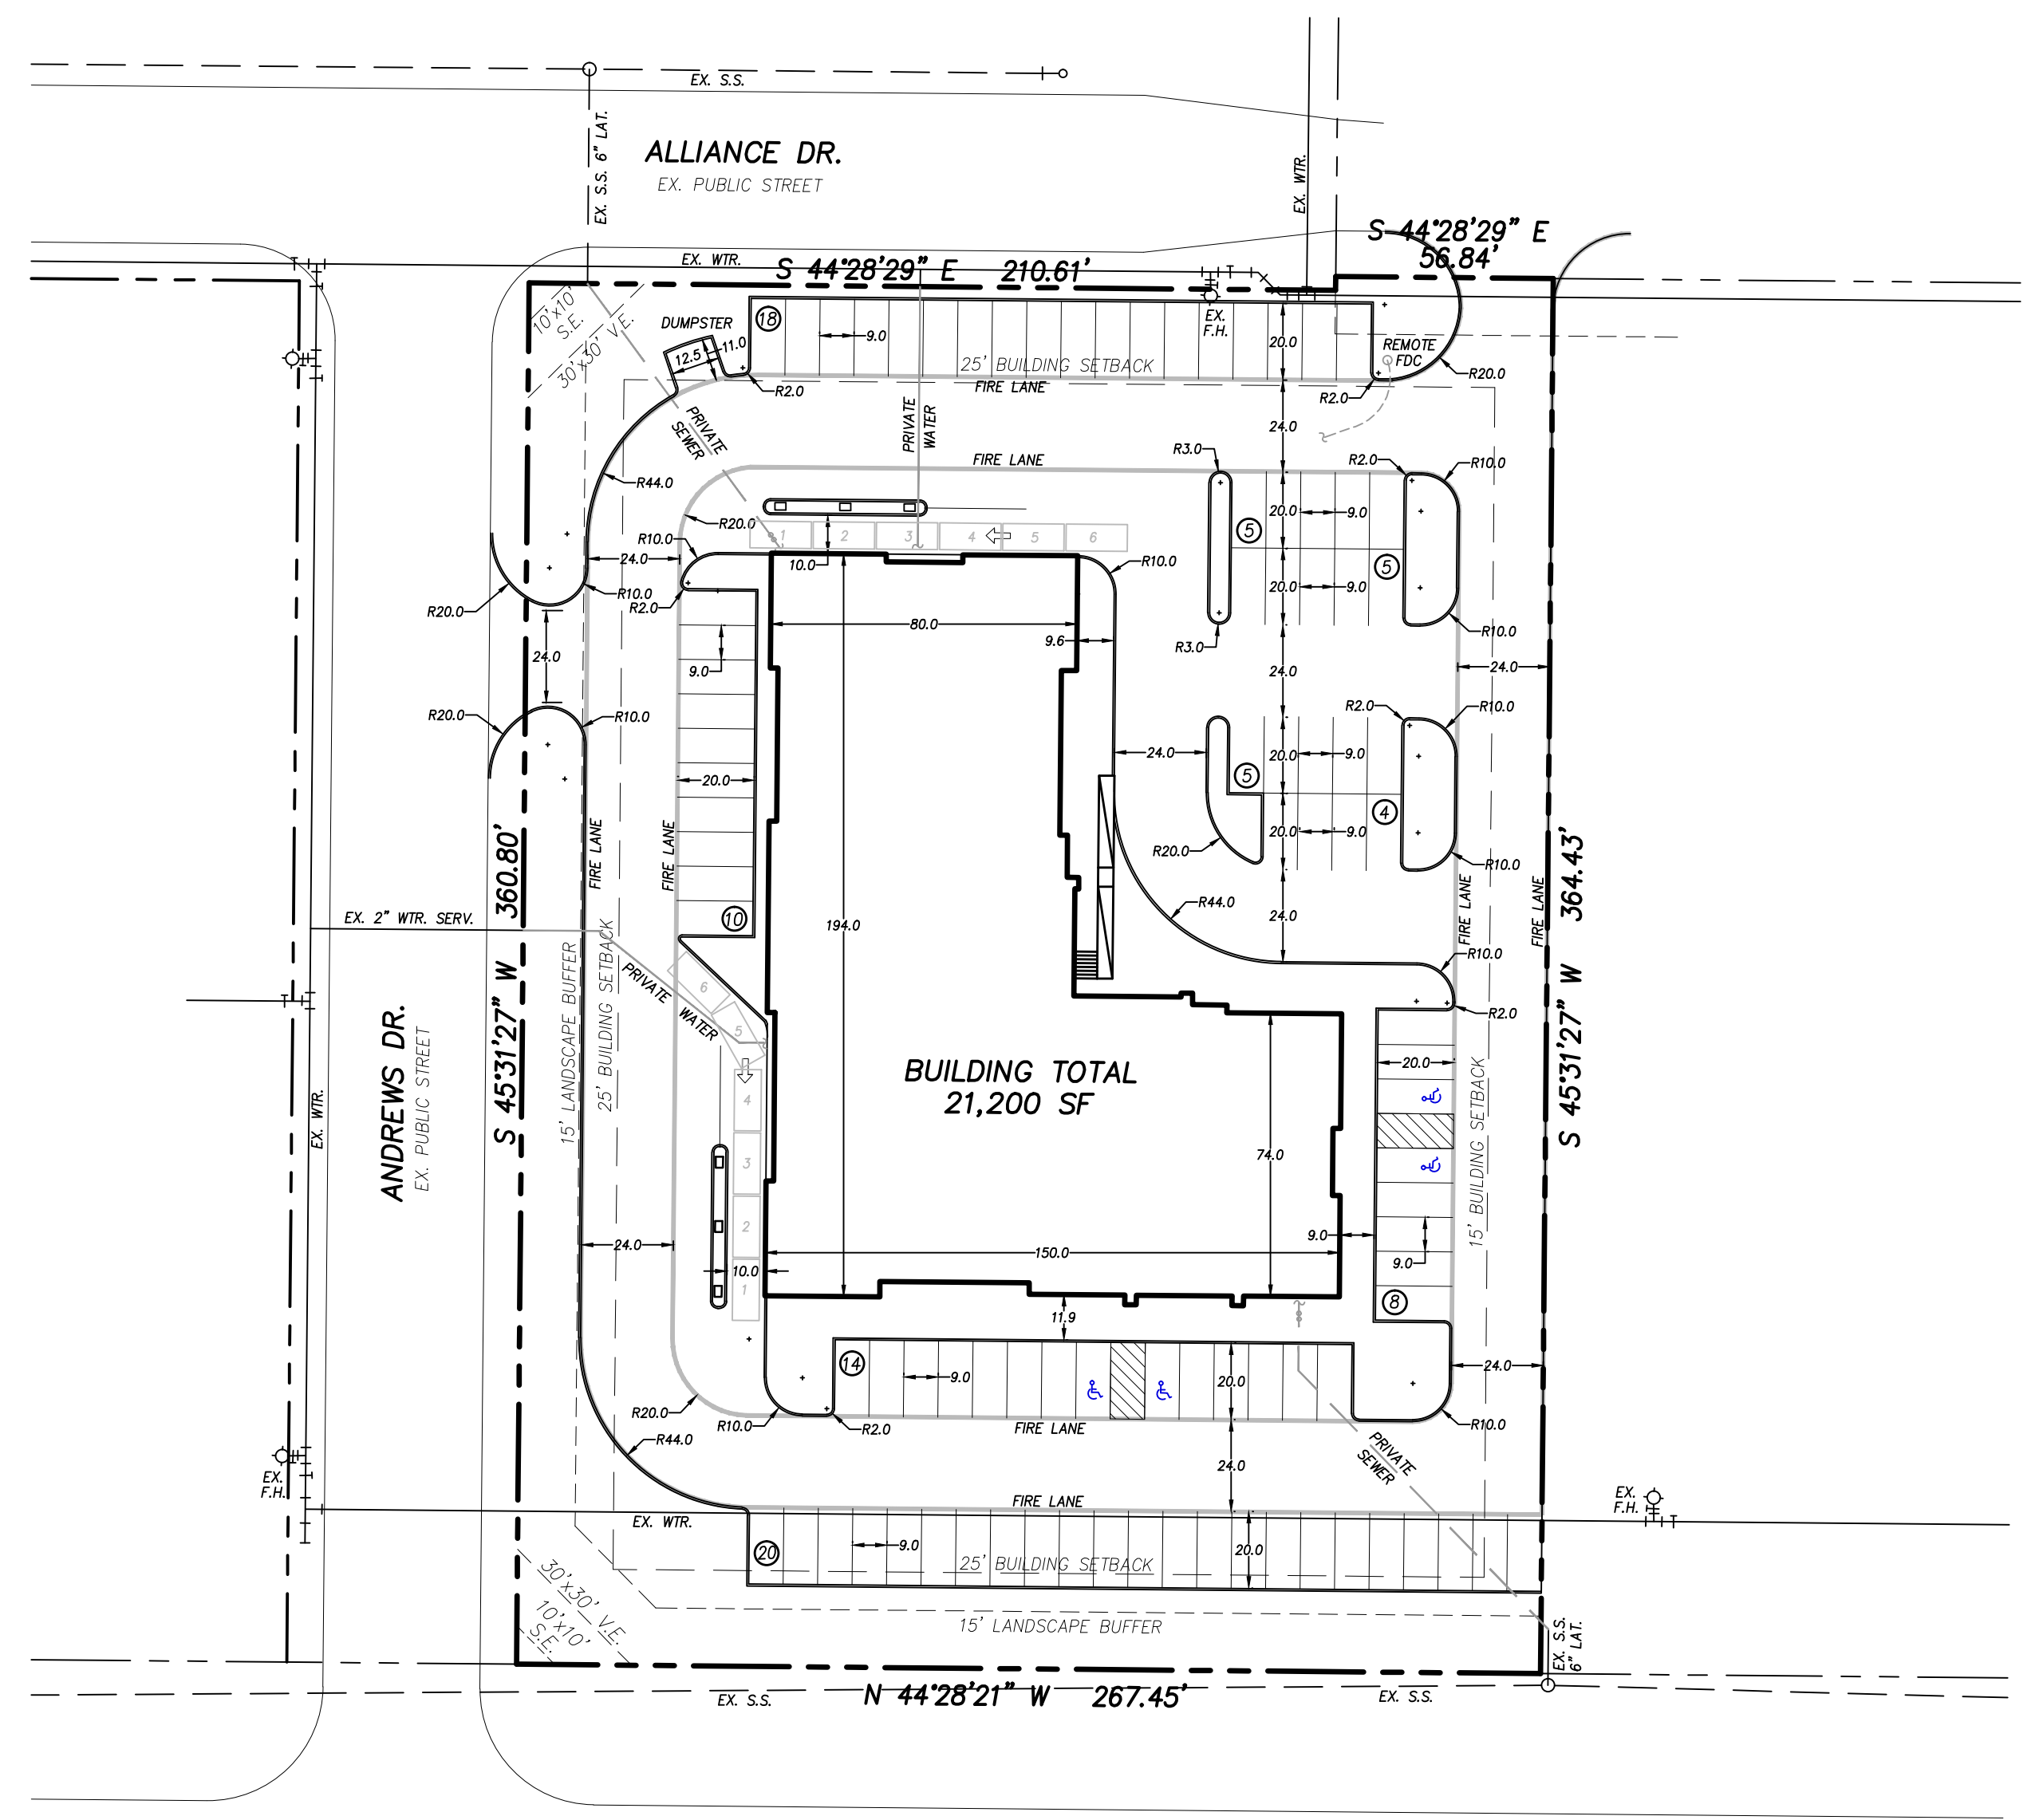 EX. S.S.
EX. S.S. 6" LAT.
ALLIANCE DR.
EX. PUBLIC STREET
EX. WTR.
S 44°28'29" E
56.84'
EX. WTR.
S 44°28'29" E 210.61'
10'x10'
S.E.
30'x30' V.E.
DUMPSTER
12.5
11.0
18
9.0
EX.
F.H.
20.0
REMOTE
FDC
R20.0
25' BUILDING SETBACK
FIRE LANE
R2.0
R2.0
PRIVATE
SEWER
PRIVATE
WATER
24.0
FIRE LANE
R3.0
R2.0
R10.0
R44.0
R20.0
R10.0
1
2
3
4
5
6
5
20.0
9.0
24.0
10.0
R10.0
5
20.0
9.0
R10.0
R20.0
R2.0
80.0
9.6
R3.0
R10.0
24.0
9.0
24.0
24.0
R20.0
R10.0
R2.0
R10.0
24.0
20.0
9.0
20.0
5
4
20.0
9.0
R20.0
R10.0
FIRE LANE
FIRE LANE
S 45°31'27" W 360.80'
FIRE LANE
FIRE LANE
S 45°31'27" W 364.43'
10
194.0
R44.0
24.0
EX. 2" WTR. SERV.
15' LANDSCAPE BUFFER
25' BUILDING SETBACK
PRIVATE
WATER
R10.0
6
5
R2.0
ANDREWS DR.
EX. PUBLIC STREET
EX. WTR.
BUILDING TOTAL
21,200 SF
20.0
15' BUILDING SETBACK
4
3
2
1
74.0
9.0
9.0
24.0
150.0
10.0
8
11.9
14
9.0
20.0
24.0
R20.0
R10.0
R2.0
FIRE LANE
R10.0
R44.0
24.0
PRIVATE
SEWER
EX.
F.H.
EX.
F.H.
FIRE LANE
EX. WTR.
20
9.0
25' BUILDING SETBACK
20.0
30'x30' V.E.
10'x10'
S.E.
15' LANDSCAPE BUFFER
EX. S.S.
6" LAT.
EX. S.S.
N 44°28'21" W 267.45'
EX. S.S.